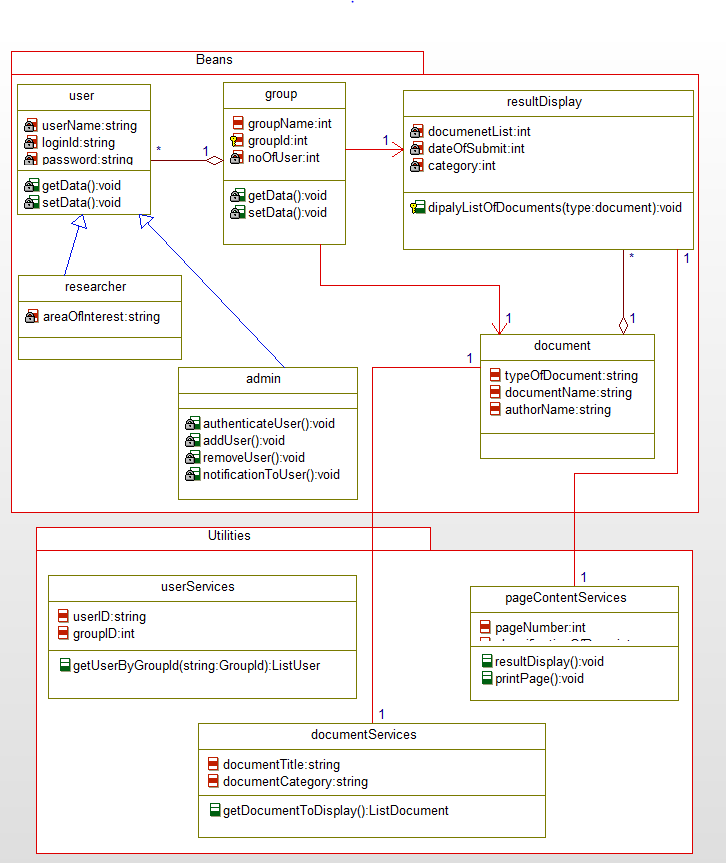 Beans
user
userName:string
loginId:string
password:string
getData():void
setData():void
*
1
group
groupName:int
groupId:int
noOfUser:int
getData():void
setData():void
1
resultDisplay
documenetList:int
dateOfSubmit:int
category:int
dipalyListOfDocuments(type:document):void
*
1
researcher
areaOfInterest:string
1
1
document
typeOfDocument:string
documentName:string
authorName:string
1
admin
authenticateUser():void
addUser():void
removeUser():void
notificationToUser():void
Utilities
userServices
userID:string
groupID:int
getUserByGroupId(string:GroupId):ListUser
1
pageContentServices
pageNumber:int
resultDisplay():void
printPage():void
1
documentServices
documentTitle:string
documentCategory:string
getDocumentToDisplay():ListDocument